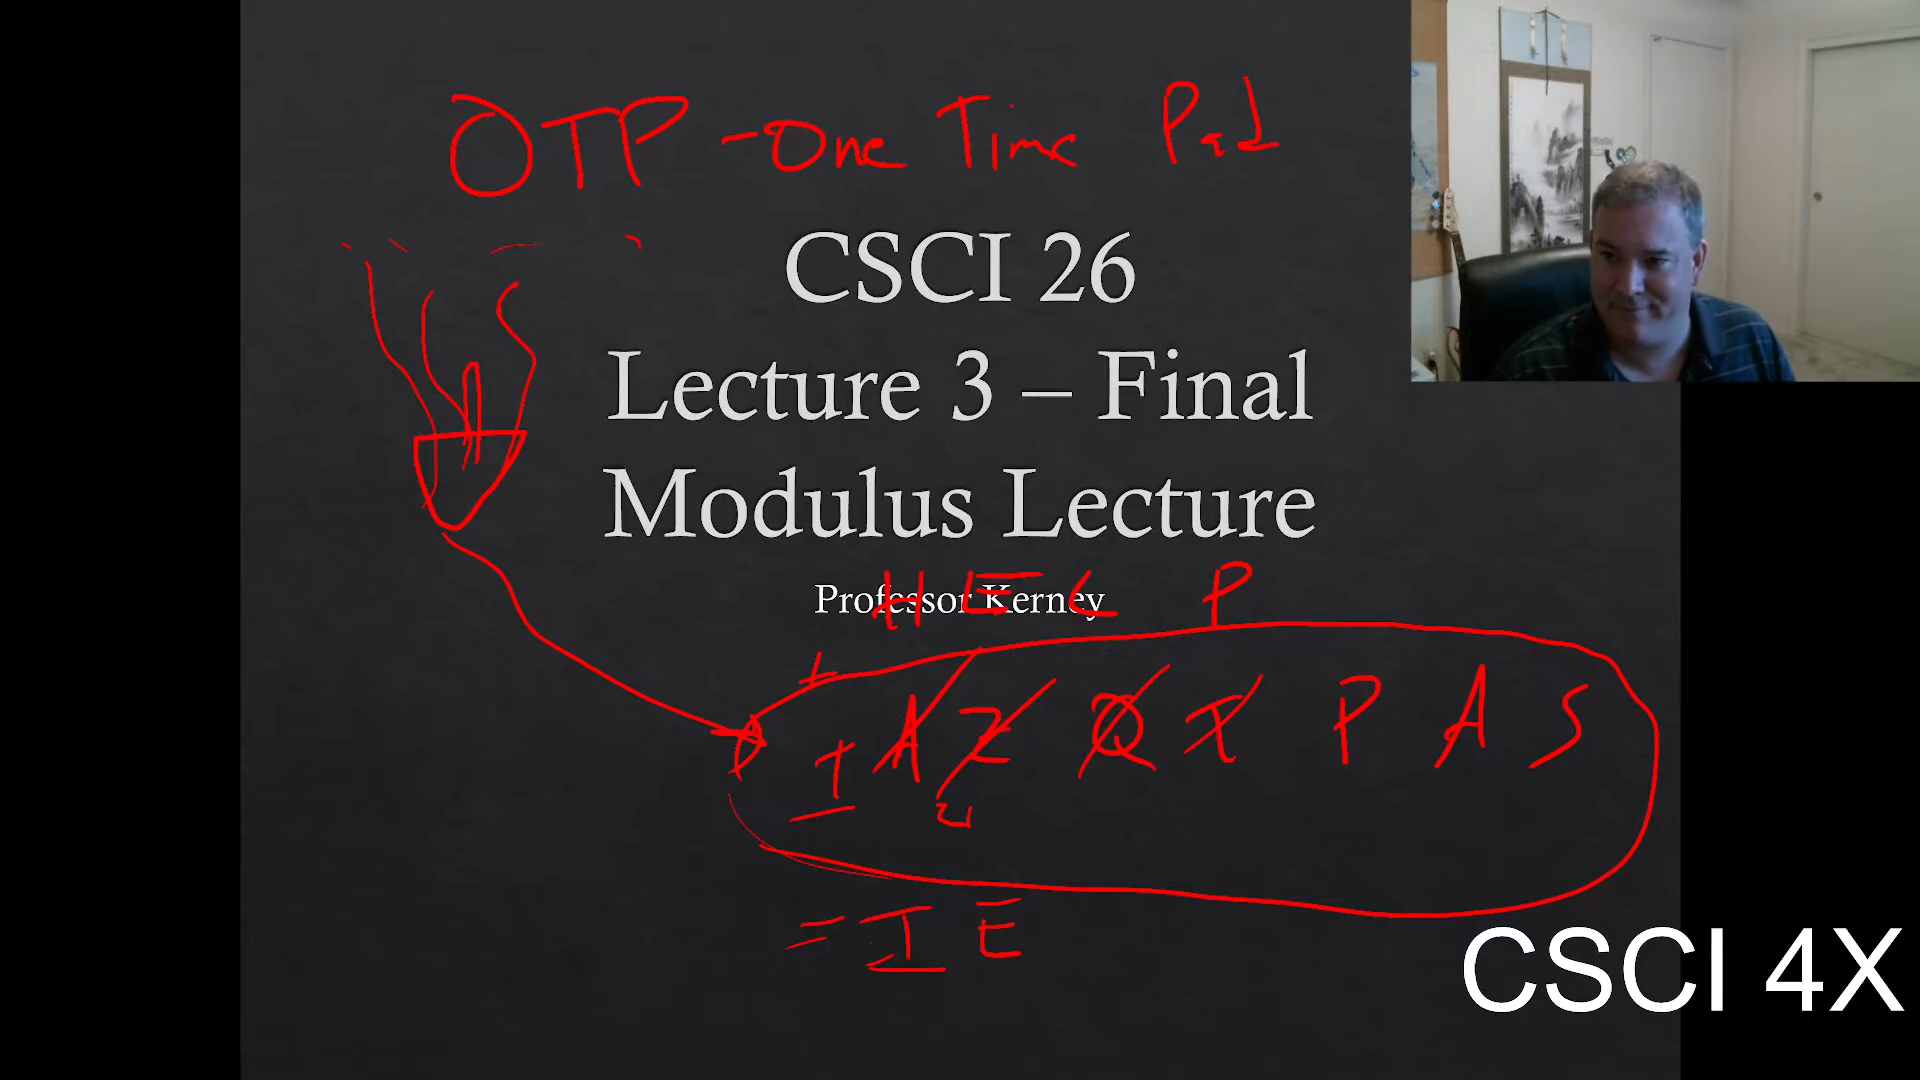 OTP - One Time Pad
CSCI 26
Lecture 3 – Final
Modulus Lecture
Professor Kerney
H E L P
+ A Z Q I P A S
= I E
CSCI 4X